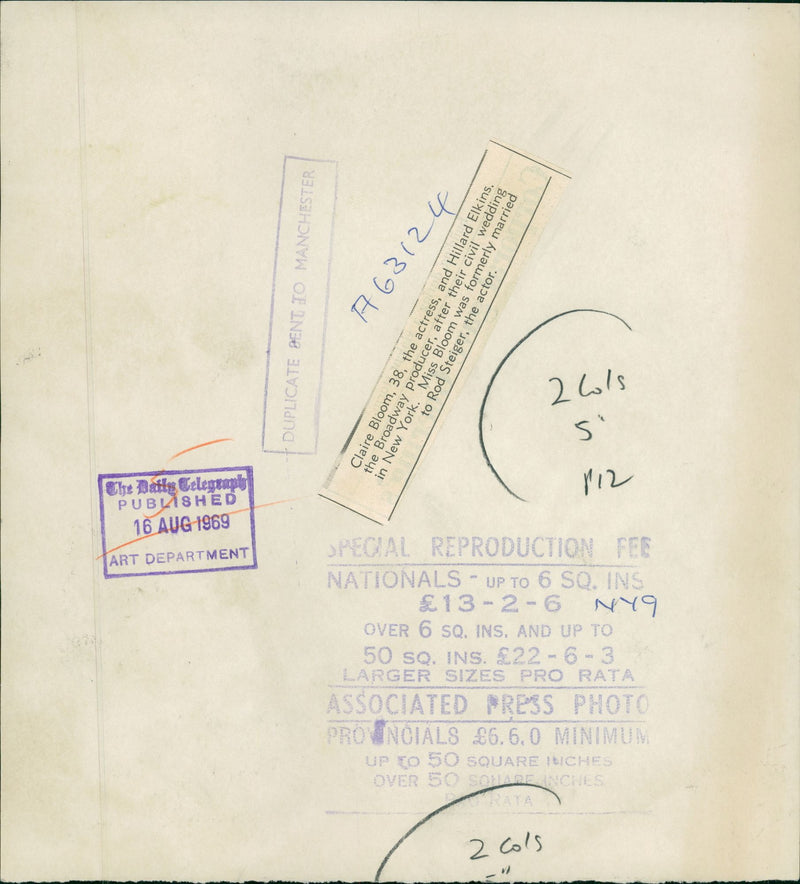 DUPLICATE SENT TO MANCHESTER
A63124
Claire Bloom, 38, the actress, and Hillard Elkins,
the Broadway producer, after their civil wedding
in New York. Miss Bloom was formerly married
to Rod Steiger, the actor.
2 Cols
5"
P12
The Daily Telegraph
PUBLISHED
16 AUG 1969
ART DEPARTMENT
SPECIAL REPRODUCTION FEE
NATIONALS - UP TO 6 SQ. INS
£13-2-6 NY9
OVER 6 SQ. INS. AND UP TO
50 SQ. INS. £22-6-3
LARGER SIZES PRO RATA
ASSOCIATED PRESS PHOTO
PROVINCIALS £6.6.0 MINIMUM
UP TO 50 SQUARE INCHES
OVER 50 SQUARE INCHES
PRO RATA
2 Cols